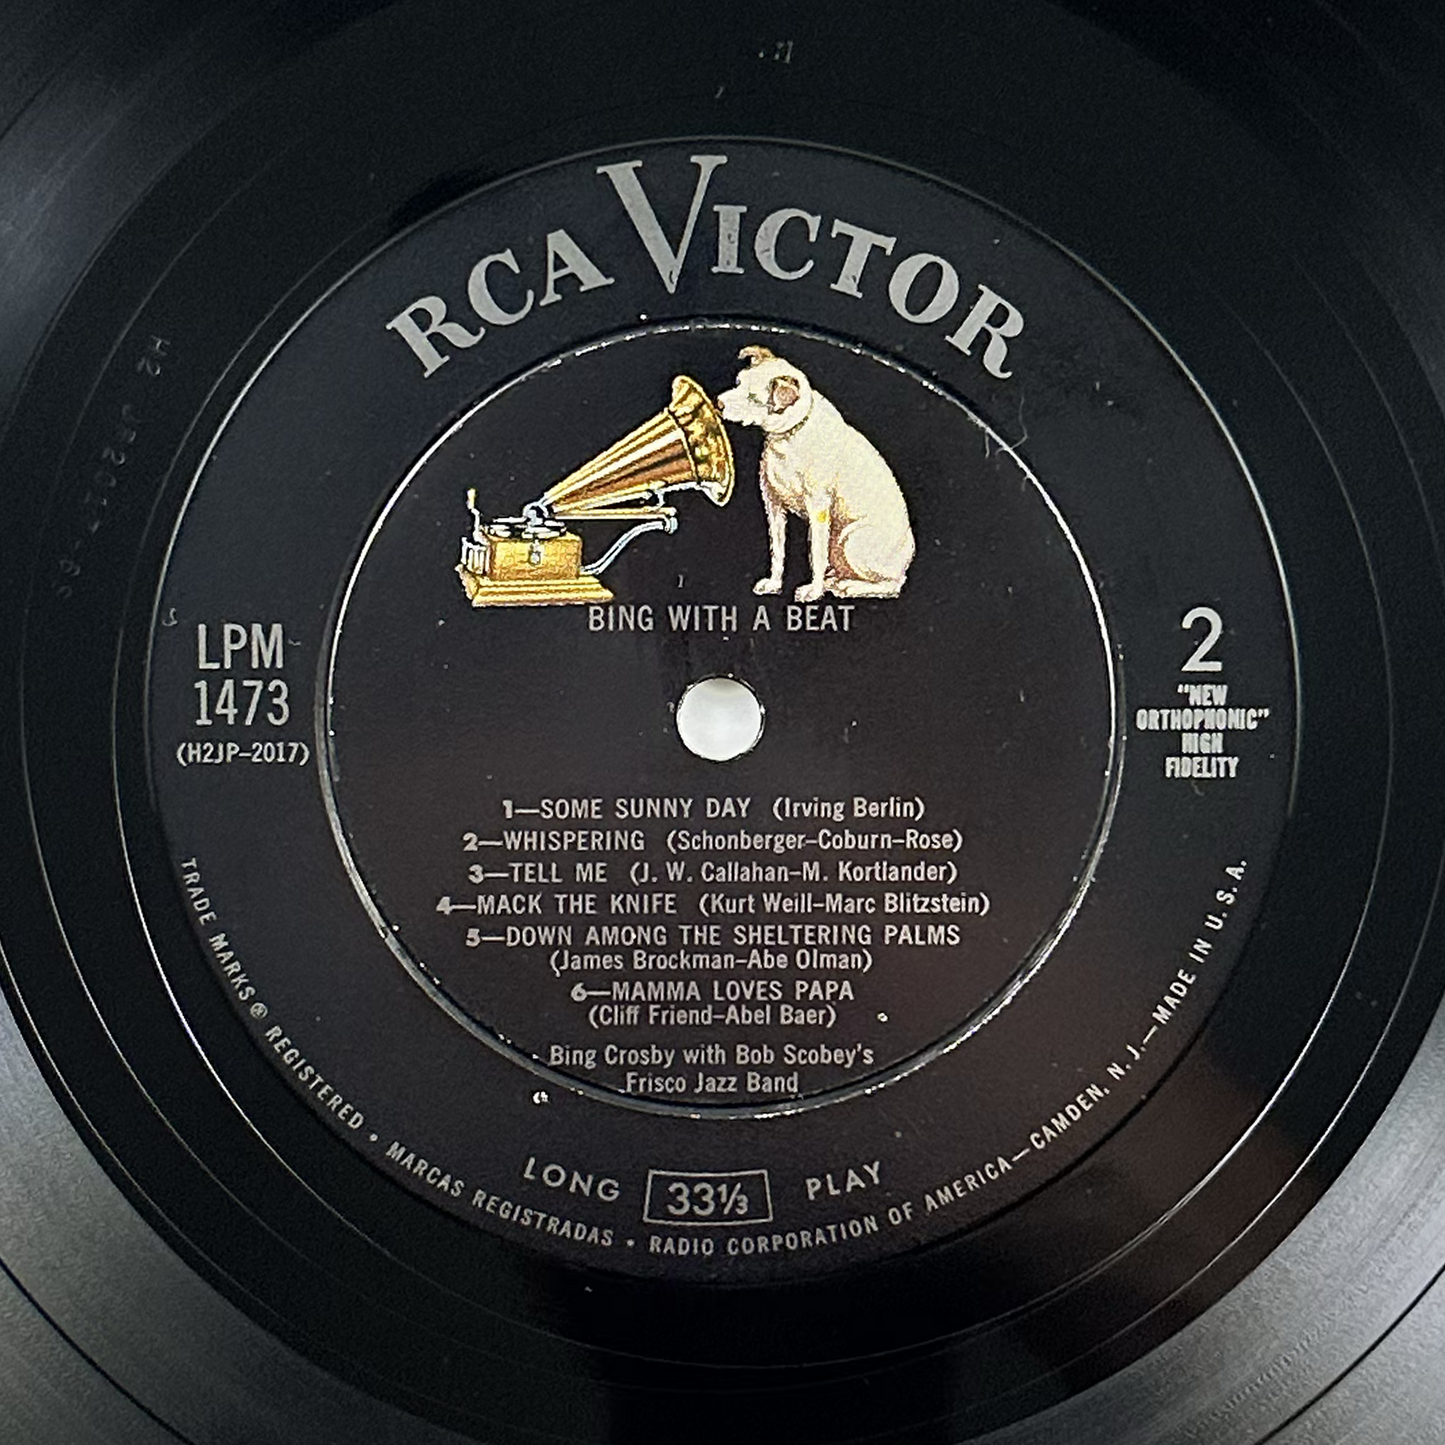 RCA VICTOR
BING WITH A BEAT
LPM
1473
(H2JP–2017)
2
“NEW
ORTHOPHONIC”
HIGH
FIDELITY
1—SOME SUNNY DAY (Irving Berlin)
2—WHISPERING (Schonberger–Coburn–Rose)
3—TELL ME (J. W. Callahan–M. Kortlander)
4—MACK THE KNIFE (Kurt Weill–Marc Blitzstein)
5—DOWN AMONG THE SHELTERING PALMS
(James Brockman–Abe Olman)
6—MAMMA LOVES PAPA
(Cliff Friend–Abel Baer)
Bing Crosby with Bob Scobey's
Frisco Jazz Band
LONG 33⅓ PLAY
TRADE MARKS ® REGISTERED • MARCAS REGISTRADAS • RADIO CORPORATION OF AMERICA—CAMDEN, N. J.—MADE IN U. S. A.